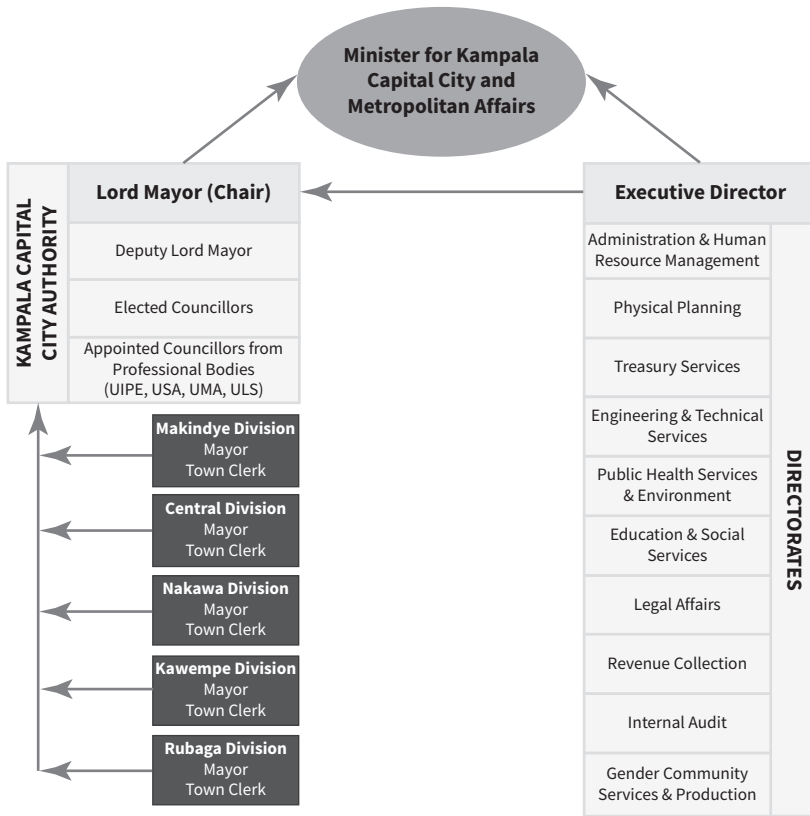 Minister for Kampala
Capital City and
Metropolitan Affairs
KAMPALA CAPITAL
CITY AUTHORITY
Lord Mayor (Chair)
Deputy Lord Mayor
Elected Councillors
Appointed Councillors from
Professional Bodies
(UIPE, USA, UMA, ULS)
Makindye Division
Mayor
Town Clerk
Central Division
Mayor
Town Clerk
Nakawa Division
Mayor
Town Clerk
Kawempe Division
Mayor
Town Clerk
Rubaga Division
Mayor
Town Clerk
Executive Director
Administration & Human
Resource Management
Physical Planning
Treasury Services
Engineering & Technical
Services
Public Health Services
& Environment
Education & Social
Services
Legal Affairs
Revenue Collection
Internal Audit
Gender Community
Services & Production
DIRECTORATES